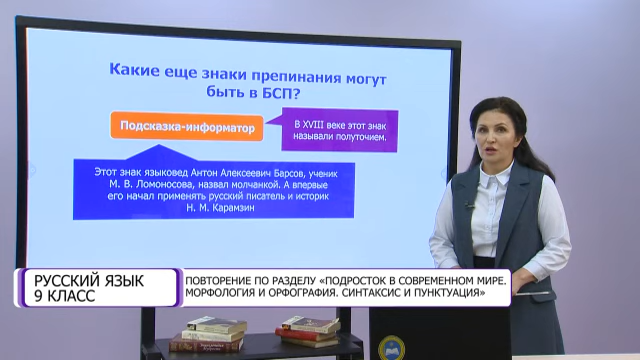 Какие еще знаки препинания могут
быть в БСП?
Подсказка-информатор
В XVIII веке этот знак
называли полуточием.
Этот знак языковед Антон Алексеевич Барсов, ученик
М. В. Ломоносова, назвал молчанкой. А впервые
его начал применять русский писатель и историк
Н. М. Карамзин
РУССКИЙ ЯЗЫК
9 КЛАСС
ПОВТОРЕНИЕ ПО РАЗДЕЛУ «ПОДРОСТОК В СОВРЕМЕННОМ МИРЕ.
МОРФОЛОГИЯ И ОРФОГРАФИЯ. СИНТАКСИС И ПУНКТУАЦИЯ»